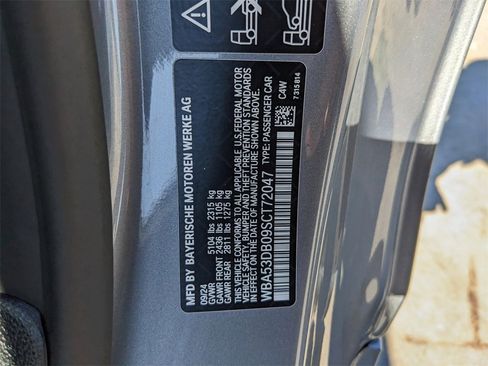 MFD BY BAYERISCHE MOTOREN WERKE AG
09/24
GVWR 5104 lbs 2315 kg
GAWR FRONT 2436 lbs 1105 kg
GAWR REAR 2811 lbs 1275 kg
THIS VEHICLE CONFORMS TO ALL APPLICABLE U.S. FEDERAL MOTOR
VEHICLE SAFETY, BUMPER, AND THEFT PREVENTION STANDARDS
IN EFFECT ON THE DATE OF MANUFACTURE SHOWN ABOVE.
WBA53DB09SCT72047 TYPE: PASSENGER CAR
C4W
7315814